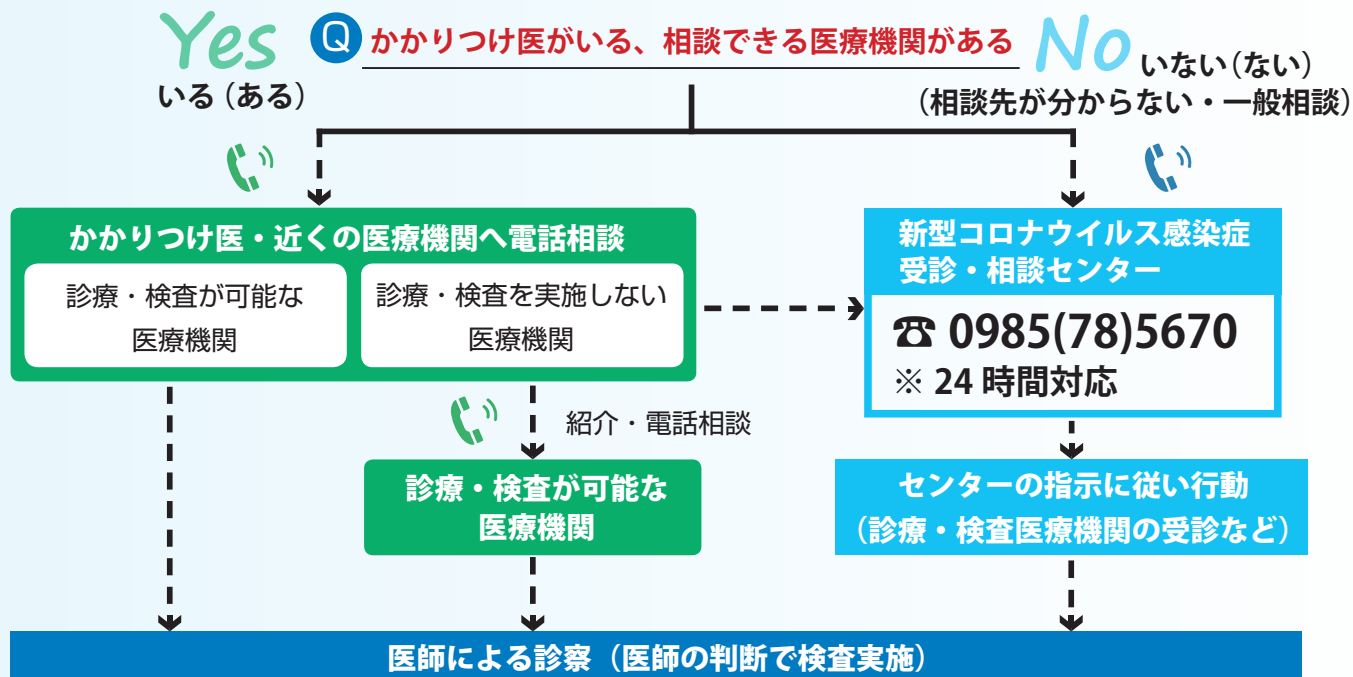 Yes
Q かかりつけ医がいる、相談できる医療機関がある
No
いる（ある）
いない（ない）
（相談先が分からない・一般相談）
かかりつけ医・近くの医療機関へ電話相談
診療・検査が可能な
医療機関
診療・検査を実施しない
医療機関
新型コロナウイルス感染症
受診・相談センター
☎ 0985(78)5670
※ 24 時間対応
紹介・電話相談
診療・検査が可能な
医療機関
センターの指示に従い行動
（診療・検査医療機関の受診など）
医師による診察（医師の判断で検査実施）